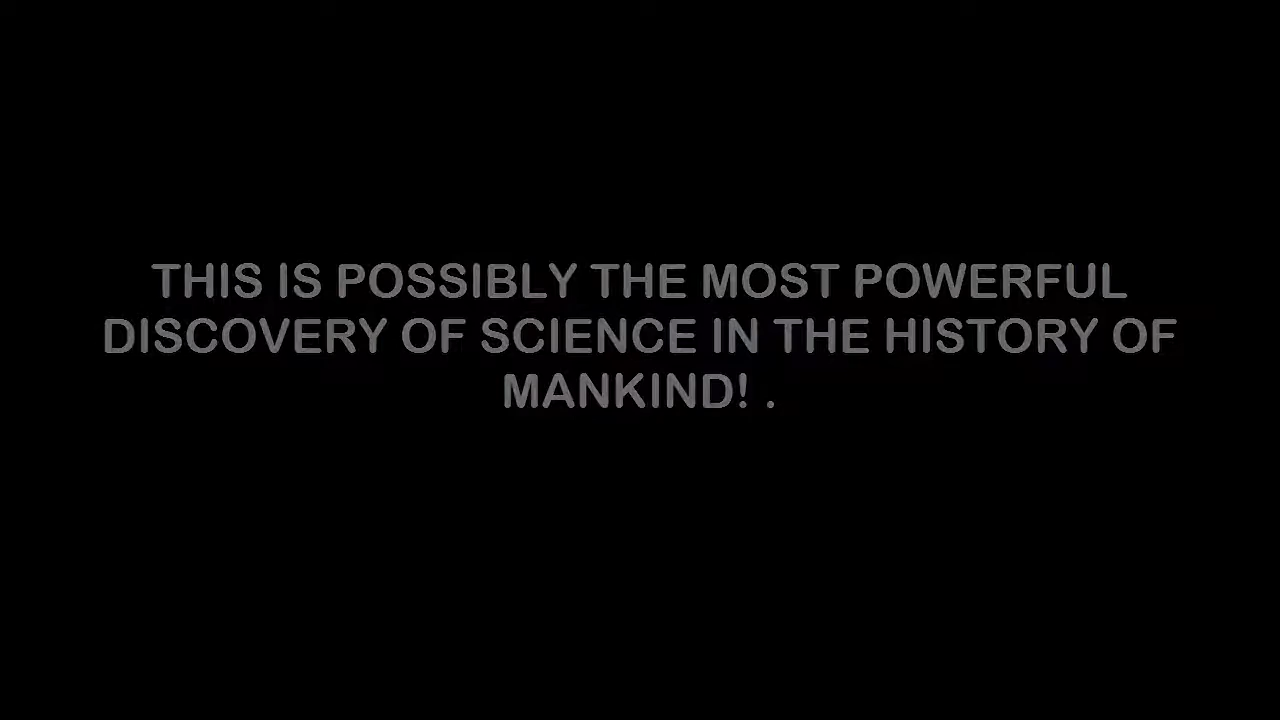 THIS IS POSSIBLY THE MOST POWERFUL
DISCOVERY OF SCIENCE IN THE HISTORY OF
MANKIND! .